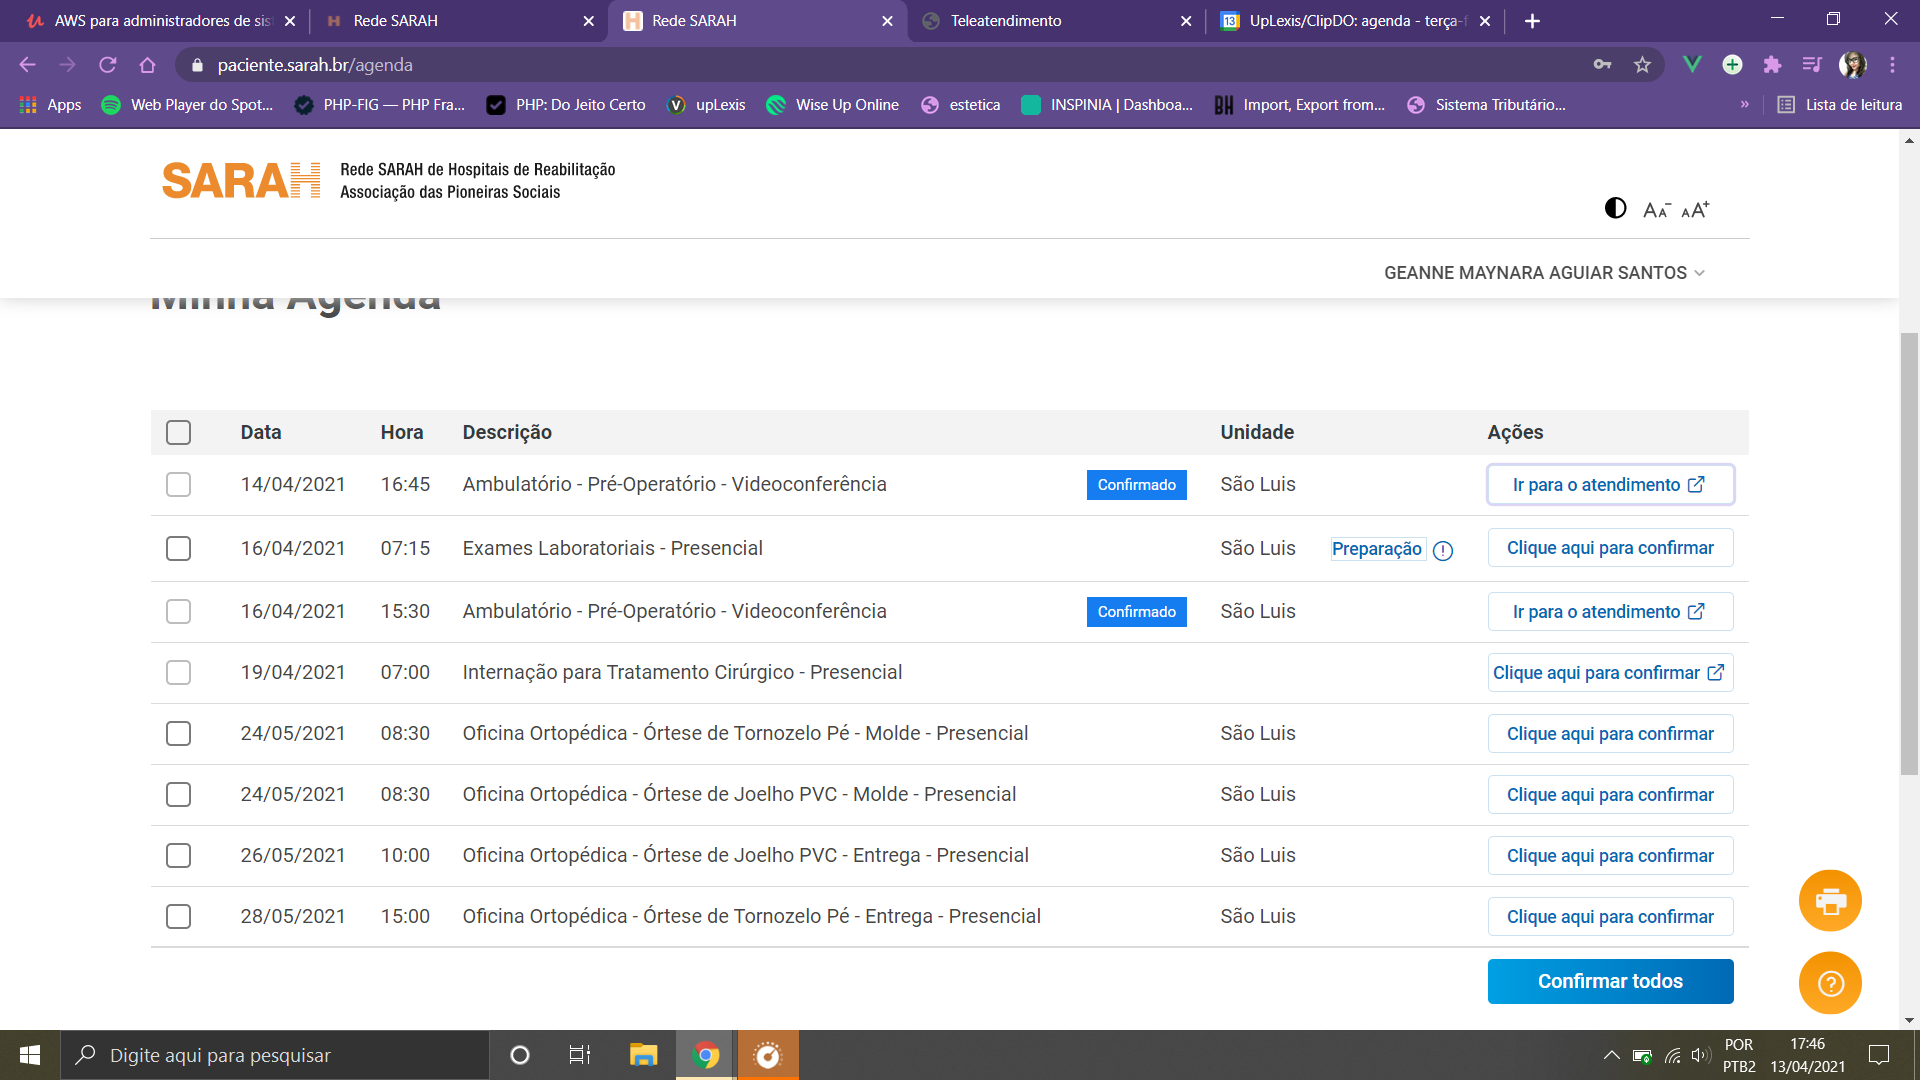 AWS para administradores de sis
Rede SARAH
Rede SARAH
Teleatendimento
13
UpLexis/ClipDO: agenda - terça-f
paciente.sarah.br/agenda
Apps
Web Player do Spot...
PHP-FIG — PHP Fra...
PHP: Do Jeito Certo
upLexis
Wise Up Online
estetica
INSPINIA | Dashboa...
BH
Import, Export from...
Sistema Tributário...
»
Lista de leitura
SARAH
Rede SARAH de Hospitais de Reabilitação
Associação das Pioneiras Sociais
AA- AA+
GEANNE MAYNARA AGUIAR SANTOS
Minha Agenda
Data Hora Descrição Unidade Ações
14/04/2021 16:45 Ambulatório - Pré-Operatório - Videoconferência Confirmado São Luis Ir para o atendimento
16/04/2021 07:15 Exames Laboratoriais - Presencial São Luis Preparação Clique aqui para confirmar
16/04/2021 15:30 Ambulatório - Pré-Operatório - Videoconferência Confirmado São Luis Ir para o atendimento
19/04/2021 07:00 Internação para Tratamento Cirúrgico - Presencial Clique aqui para confirmar
24/05/2021 08:30 Oficina Ortopédica - Órtese de Tornozelo Pé - Molde - Presencial São Luis Clique aqui para confirmar
24/05/2021 08:30 Oficina Ortopédica - Órtese de Joelho PVC - Molde - Presencial São Luis Clique aqui para confirmar
26/05/2021 10:00 Oficina Ortopédica - Órtese de Joelho PVC - Entrega - Presencial São Luis Clique aqui para confirmar
28/05/2021 15:00 Oficina Ortopédica - Órtese de Tornozelo Pé - Entrega - Presencial São Luis Clique aqui para confirmar
Confirmar todos
Digite aqui para pesquisar
POR
PTB2
17:46
13/04/2021